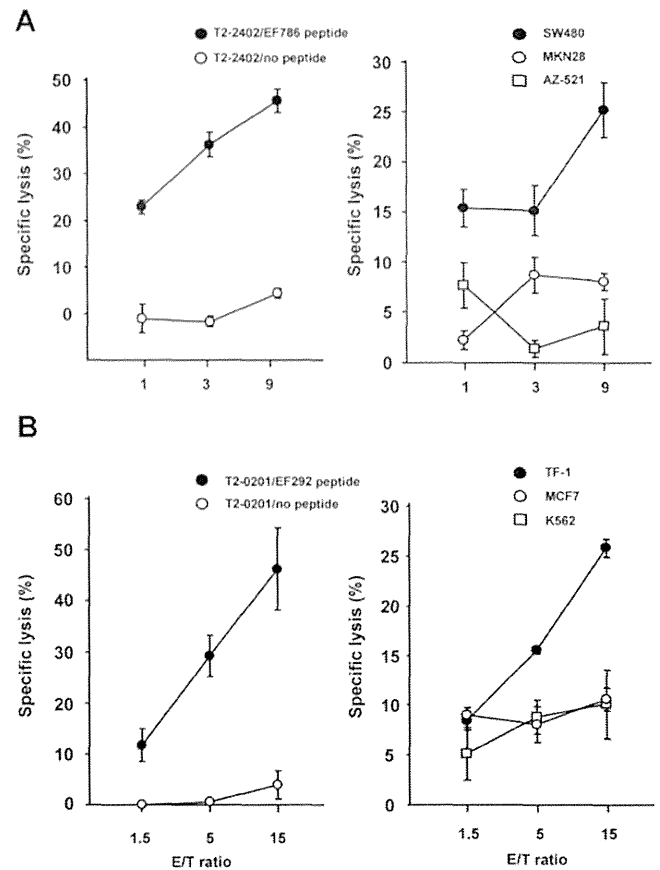 A
T2-2402/EF786 peptide
T2-2402/no peptide
SW480
MKN28
AZ-521
Specific lysis (%)
50
40
30
20
10
0
1 3 9
Specific lysis (%)
30
25
20
15
10
5
0
1 3 9
B
T2-0201/EF292 peptide
T2-0201/no peptide
TF-1
MCF7
K562
Specific lysis (%)
60
50
40
30
20
10
0
1.5 5 15
E/T ratio
Specific lysis (%)
30
25
20
15
10
5
0
1.5 5 15
E/T ratio